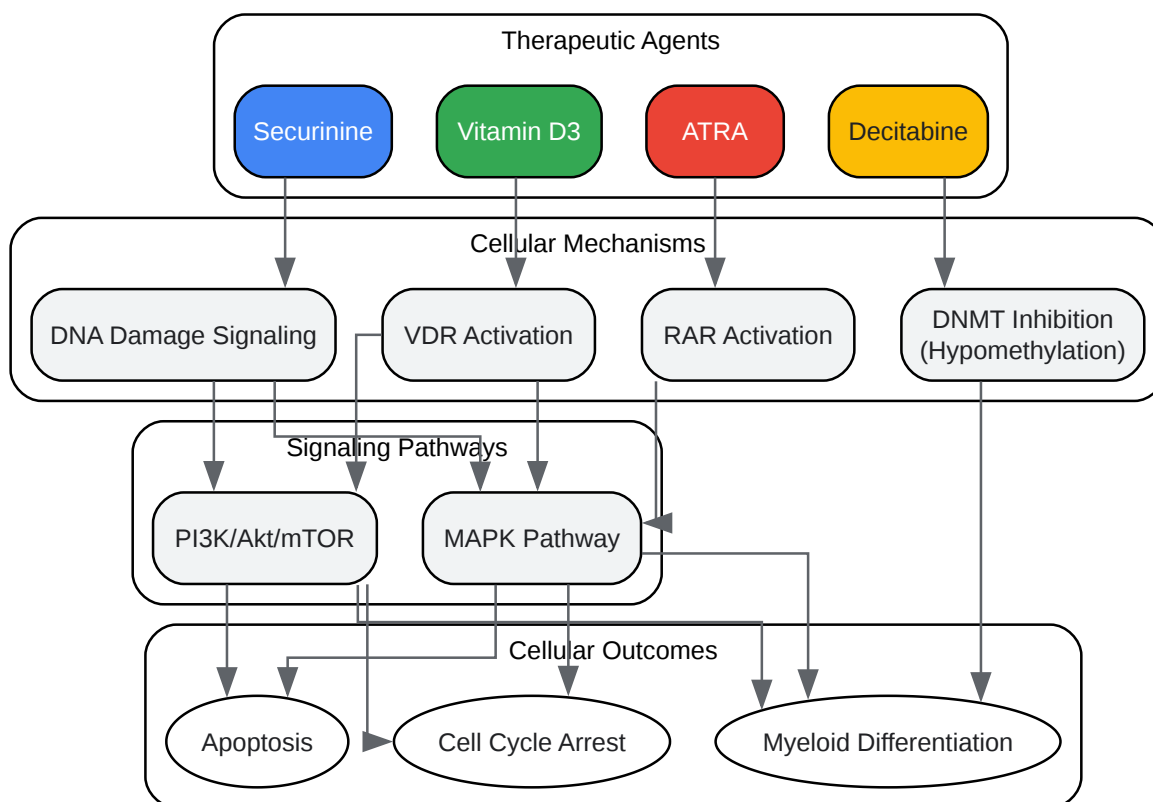 Therapeutic Agents
Securinine
Vitamin D3
ATRA
Decitabine
Cellular Mechanisms
DNA Damage Signaling
VDR Activation
RAR Activation
DNMT Inhibition
(Hypomethylation)
Signaling Pathways
PI3K/Akt/mTOR
MAPK Pathway
Cellular Outcomes
Apoptosis
Cell Cycle Arrest
Myeloid Differentiation